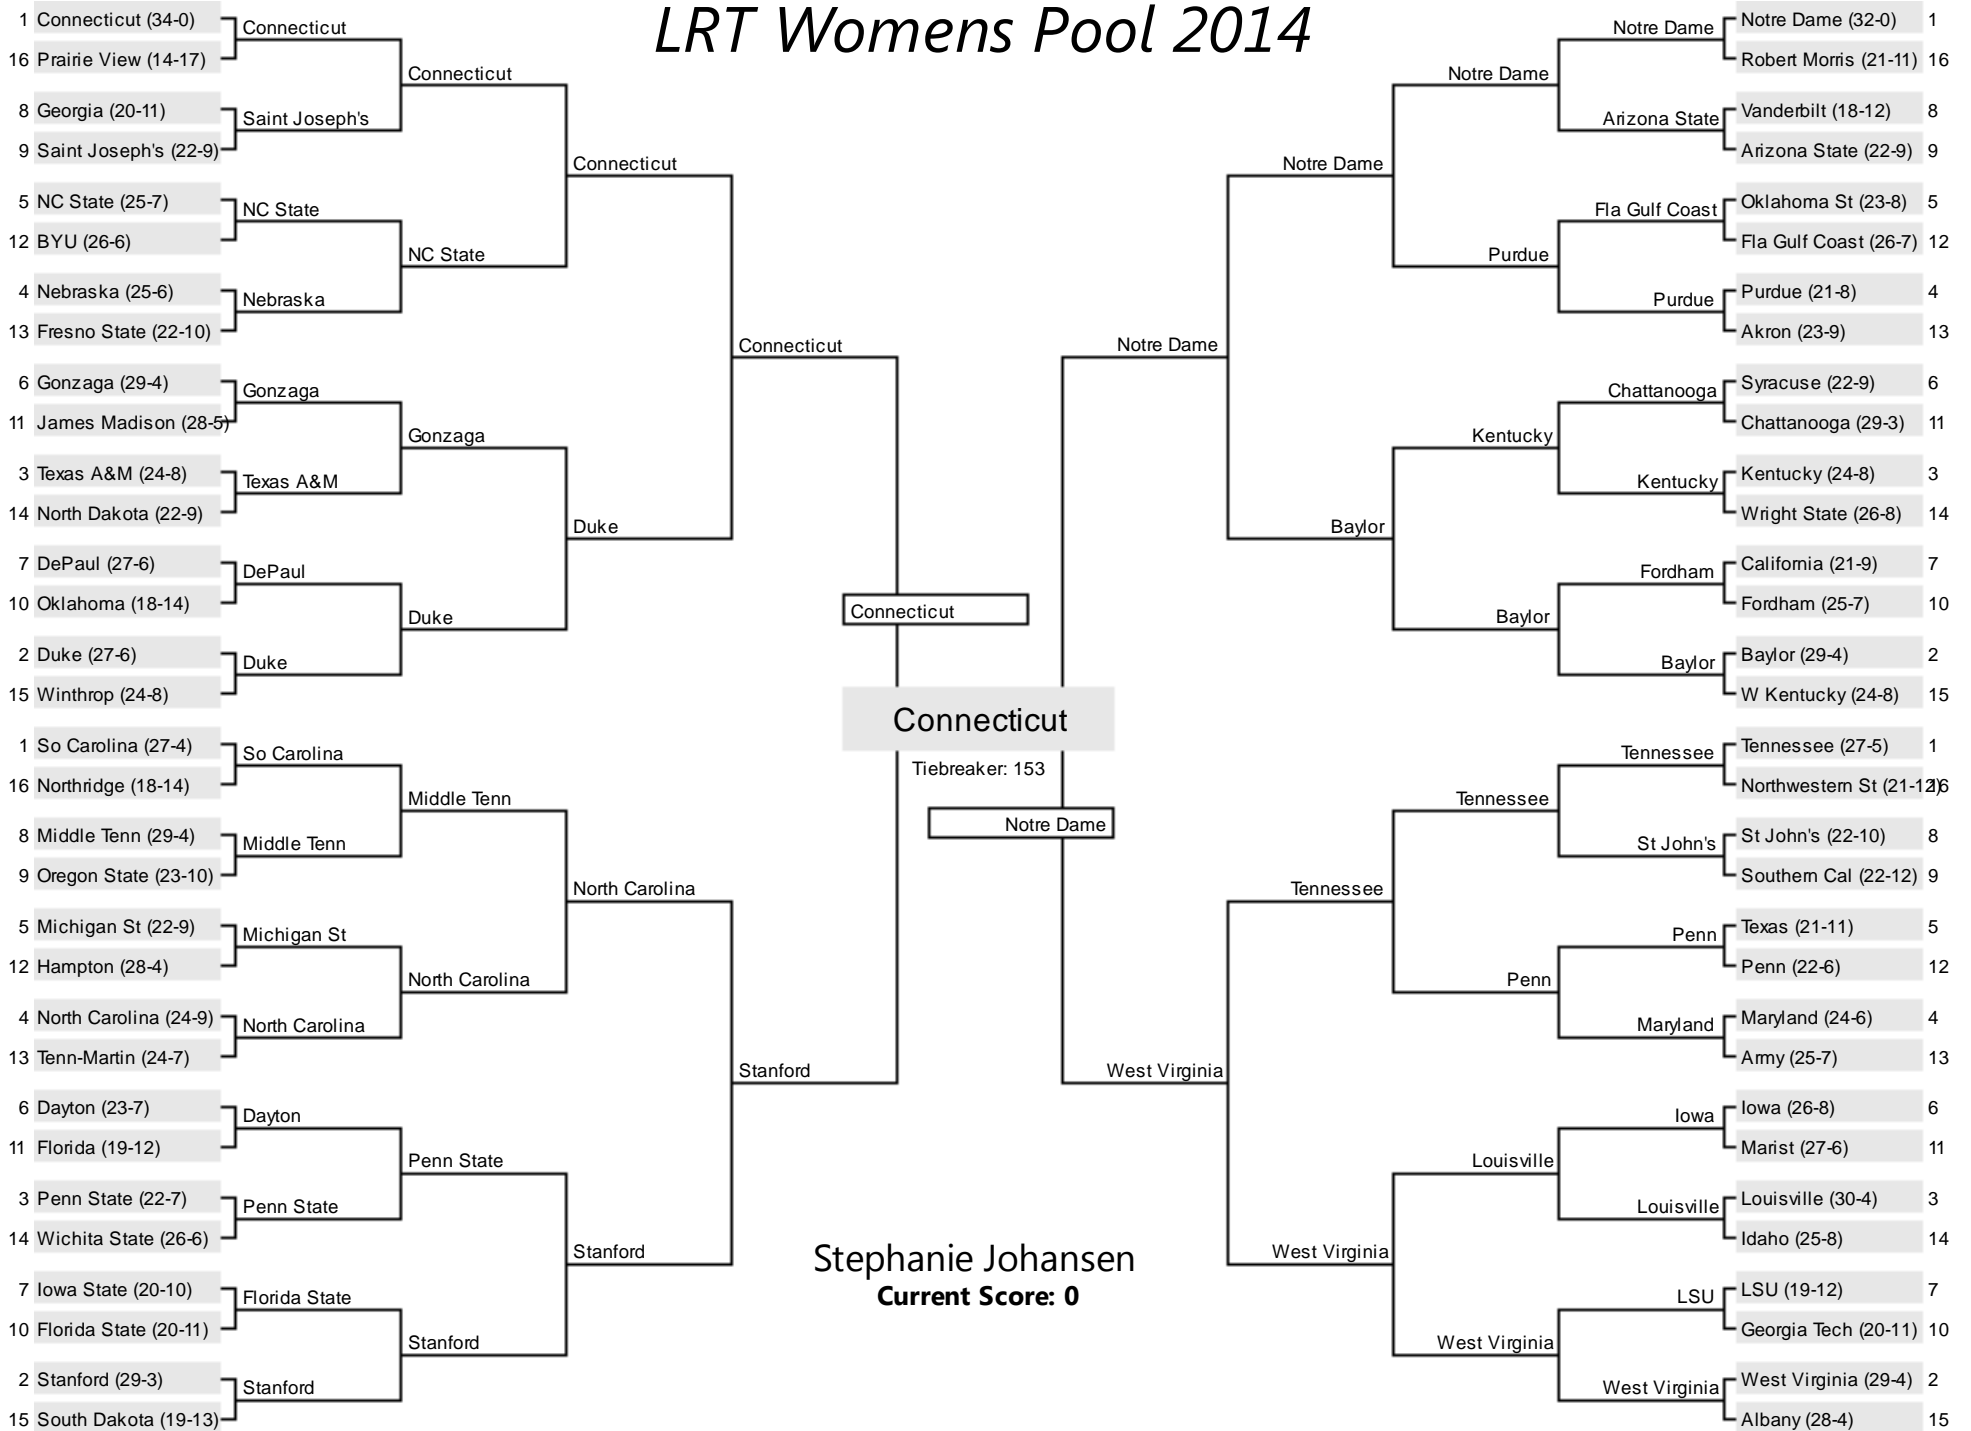 LRT Womens Pool 2014
1 Connecticut (34-0)
16 Prairie View (14-17)
8 Georgia (20-11)
9 Saint Joseph's (22-9)
5 NC State (25-7)
12 BYU (26-6)
4 Nebraska (25-6)
13 Fresno State (22-10)
6 Gonzaga (29-4)
11 James Madison (28-5)
3 Texas A&M (24-8)
14 North Dakota (22-9)
7 DePaul (27-6)
10 Oklahoma (18-14)
2 Duke (27-6)
15 Winthrop (24-8)
1 So Carolina (27-4)
16 Northridge (18-14)
8 Middle Tenn (29-4)
9 Oregon State (23-10)
5 Michigan St (22-9)
12 Hampton (28-4)
4 North Carolina (24-9)
13 Tenn-Martin (24-7)
6 Dayton (23-7)
11 Florida (19-12)
3 Penn State (22-7)
14 Wichita State (26-6)
7 Iowa State (20-10)
10 Florida State (20-11)
2 Stanford (29-3)
15 South Dakota (19-13)
Connecticut
Saint Joseph's
NC State
Nebraska
Gonzaga
Texas A&M
DePaul
Duke
So Carolina
Middle Tenn
Michigan St
North Carolina
Dayton
Penn State
Florida State
Stanford
Connecticut
NC State
Gonzaga
Duke
Middle Tenn
North Carolina
Penn State
Stanford
Connecticut
Duke
North Carolina
Stanford
Connecticut
Stanford
Connecticut
Connecticut
Tiebreaker: 153
Notre Dame
Stephanie Johansen
Current Score: 0
Notre Dame
West Virginia
Notre Dame
Baylor
Tennessee
West Virginia
Notre Dame
Purdue
Kentucky
Baylor
Tennessee
Penn
Louisville
West Virginia
Notre Dame
Arizona State
Fla Gulf Coast
Purdue
Chattanooga
Kentucky
Fordham
Baylor
Tennessee
St John's
Penn
Maryland
Iowa
Louisville
LSU
West Virginia
Notre Dame (32-0) 1
Robert Morris (21-11) 16
Vanderbilt (18-12) 8
Arizona State (22-9) 9
Oklahoma St (23-8) 5
Fla Gulf Coast (26-7) 12
Purdue (21-8) 4
Akron (23-9) 13
Syracuse (22-9) 6
Chattanooga (29-3) 11
Kentucky (24-8) 3
Wright State (26-8) 14
California (21-9) 7
Fordham (25-7) 10
Baylor (29-4) 2
W Kentucky (24-8) 15
Tennessee (27-5) 1
Northwestern St (21-12) 16
St John's (22-10) 8
Southern Cal (22-12) 9
Texas (21-11) 5
Penn (22-6) 12
Maryland (24-6) 4
Army (25-7) 13
Iowa (26-8) 6
Marist (27-6) 11
Louisville (30-4) 3
Idaho (25-8) 14
LSU (19-12) 7
Georgia Tech (20-11) 10
West Virginia (29-4) 2
Albany (28-4) 15